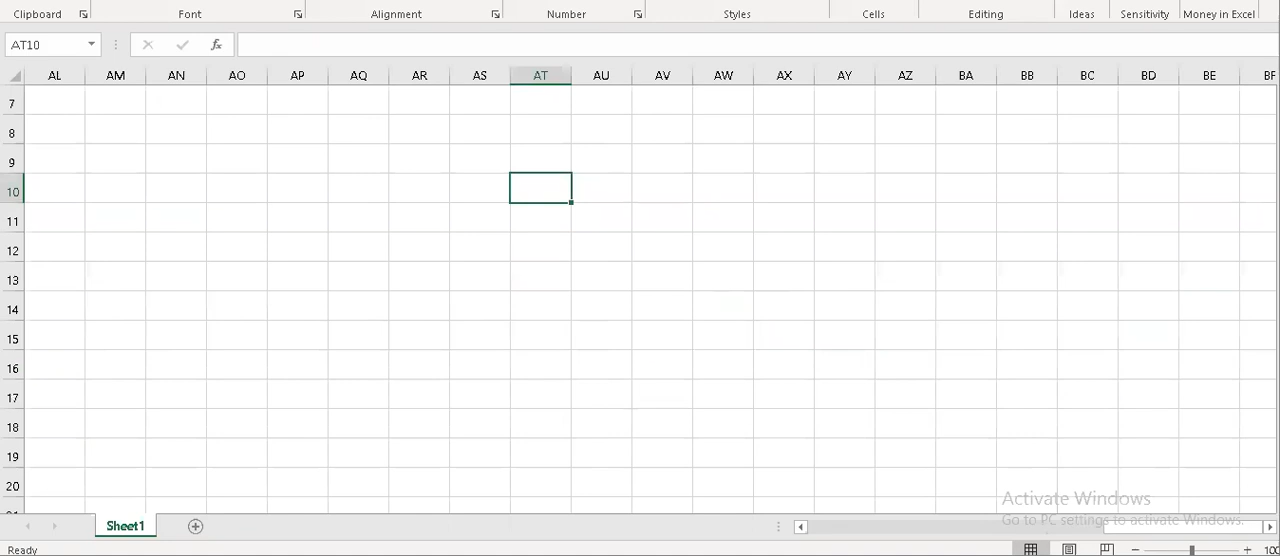 Clipboard Font Alignment Number Styles Cells Editing Ideas Sensitivity Money in Excel
AT10 fx
AL AM AN AO AP AQ AR AS AT AU AV AW AX AY AZ BA BB BC BD BE BF
7
8
9
10
11
12
13
14
15
16
17
18
19
20
Activate Windows
Go to PC settings to activate Windows.
Sheet1
Ready